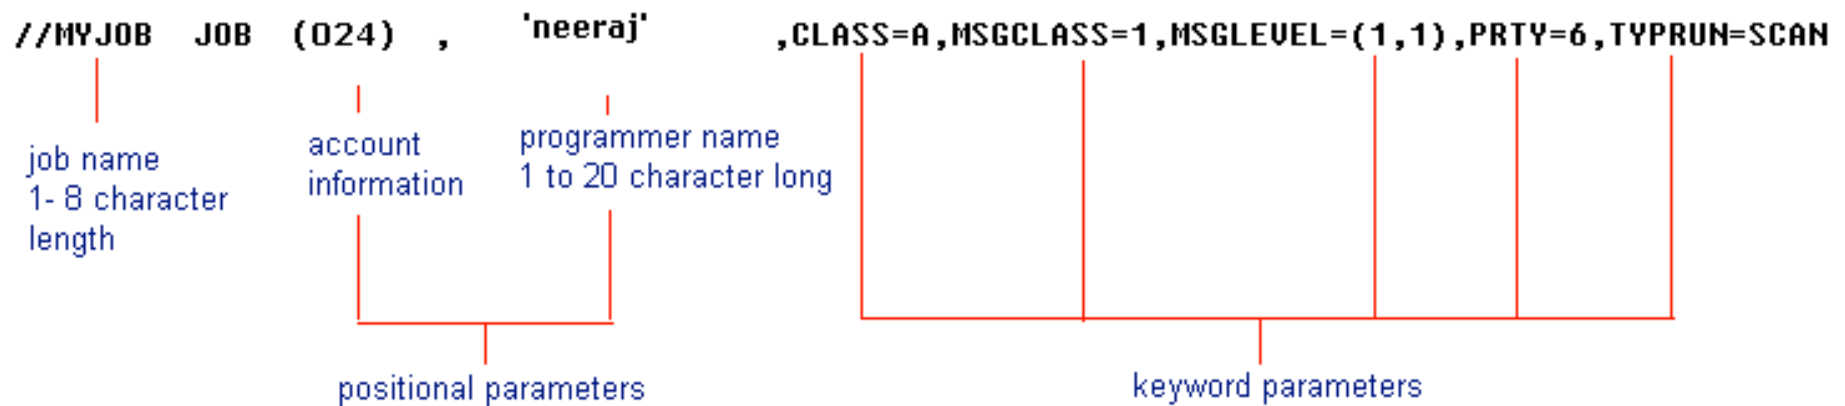 //MYJOB JOB (024) , 'neeraj' ,CLASS=A,MSGCLASS=1,MSGLEVEL=(1,1),PRTY=6,TYPRUN=SCAN
job name
1- 8 character
length
account
information
programmer name
1 to 20 character long
positional parameters
keyword parameters